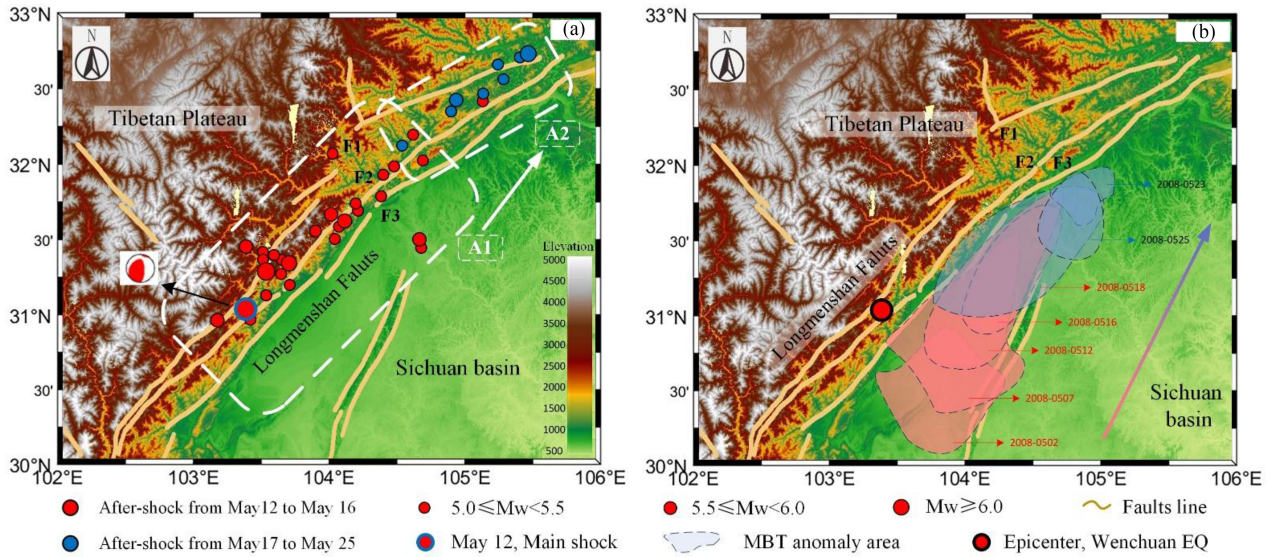 33°N
30'
32°N
30'
31°N
30'
30°N
102°E
103°E
104°E
105°E
106°E
(a)
N
Tibetan Plateau
F1
F2
F3
A2
A1
Longmenshan Faluts
Sichuan basin
Elevation
5000
4500
4000
3500
3000
2500
2000
1500
1000
500
33°N
30'
32°N
30'
31°N
30'
30°N
102°E
103°E
104°E
105°E
106°E
(b)
N
Tibetan Plateau
F1
F2
F3
2008-0523
2008-0525
2008-0518
2008-0516
2008-0512
2008-0507
2008-0502
Longmenshan Faluts
Sichuan
basin
After-shock from May12 to May 16
5.0≤Mw<5.5
5.5≤Mw<6.0
Mw≥6.0
Faults line
After-shock from May17 to May 25
May 12, Main shock
MBT anomaly area
Epicenter, Wenchuan EQ